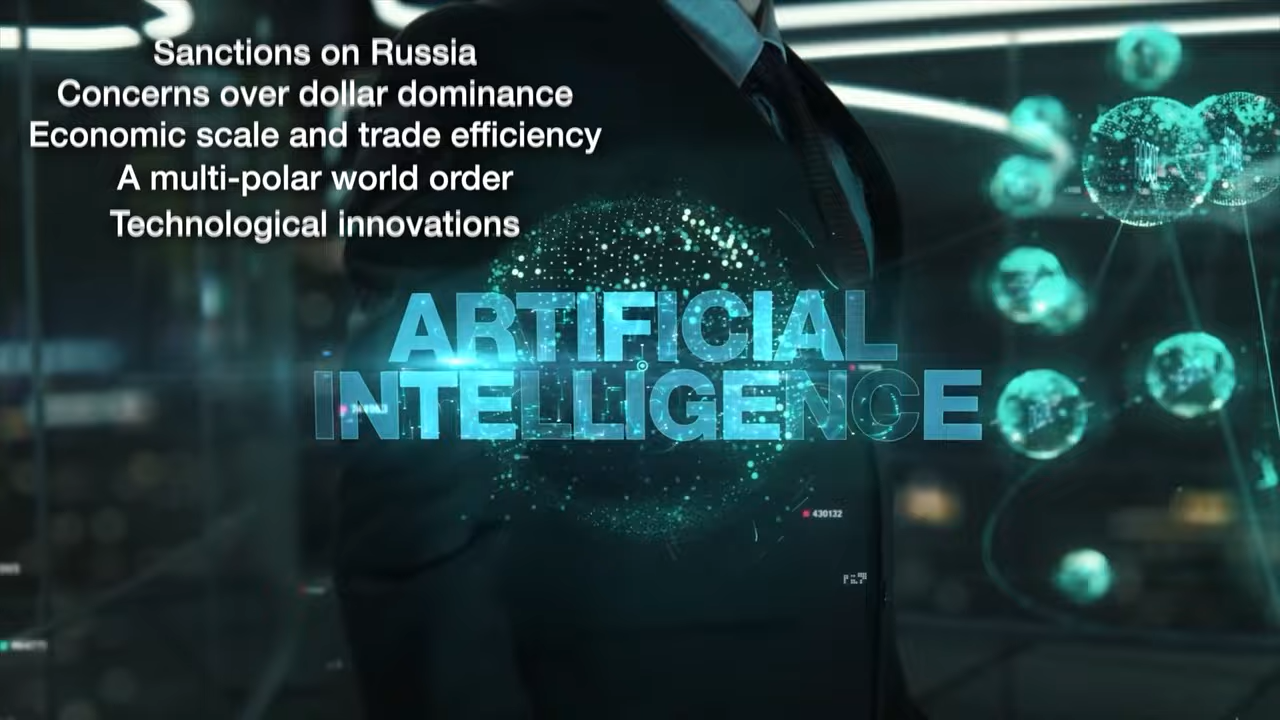 Sanctions on Russia
Concerns over dollar dominance
Economic scale and trade efficiency
A multi-polar world order
Technological innovations
ARTIFICIAL
INTELLIGENCE
430132